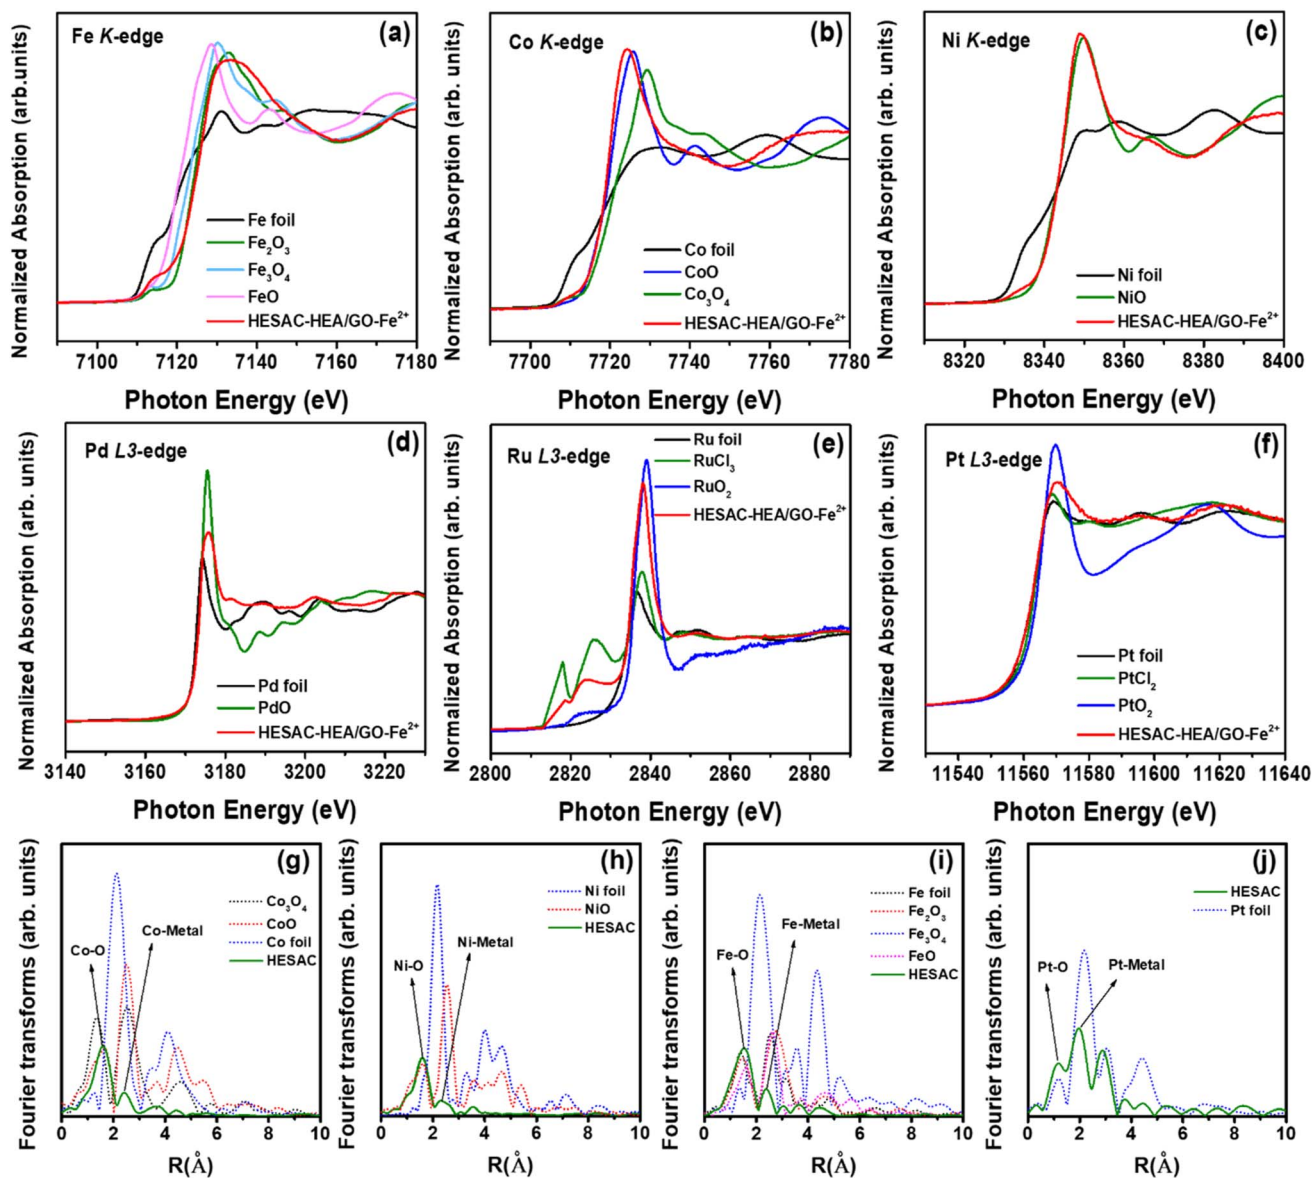 Fe K-edge
(a)
Fe foil
Fe₂O₃
Fe₃O₄
FeO
HESAC-HEA/GO-Fe²⁺
Normalized Absorption (arb.units)
7100 7120 7140 7160 7180
Photon Energy (eV)
Co K-edge
(b)
Co foil
CoO
Co₃O₄
HESAC-HEA/GO-Fe²⁺
Normalized Absorption (arb. units)
7700 7720 7740 7760 7780
Photon Energy (eV)
Ni K-edge
(c)
Ni foil
NiO
HESAC-HEA/GO-Fe²⁺
Normalized Absorption (arb. units)
8320 8340 8360 8380 8400
Photon Energy (eV)
Pd L3-edge
(d)
Pd foil
PdO
HESAC-HEA/GO-Fe²⁺
Normalized Absorption (arb. units)
3140 3160 3180 3200 3220
Photon Energy (eV)
Ru L3-edge
(e)
Ru foil
RuCl₃
RuO₂
HESAC-HEA/GO-Fe²⁺
Normalized Absorption (arb. units)
2800 2820 2840 2860 2880
Photon Energy (eV)
Pt L3-edge
(f)
Pt foil
PtCl₂
PtO₂
HESAC-HEA/GO-Fe²⁺
Normalized Absorption (arb. units)
11540 11560 11580 11600 11620 11640
Photon Energy (eV)
(g)
Co₃O₄
CoO
Co foil
HESAC
Co-O
Co-Metal
Fourier transforms (arb. units)
0 2 4 6 8 10
R(Å)
(h)
Ni foil
NiO
HESAC
Ni-O
Ni-Metal
Fourier transforms (arb. units)
0 2 4 6 8 10
R(Å)
(i)
Fe foil
Fe₂O₃
Fe₃O₄
FeO
HESAC
Fe-O
Fe-Metal
Fourier transforms (arb. units)
0 2 4 6 8 10
R(Å)
(j)
HESAC
Pt foil
Pt-O
Pt-Metal
Fourier transforms (arb. units)
0 2 4 6 8 10
R(Å)